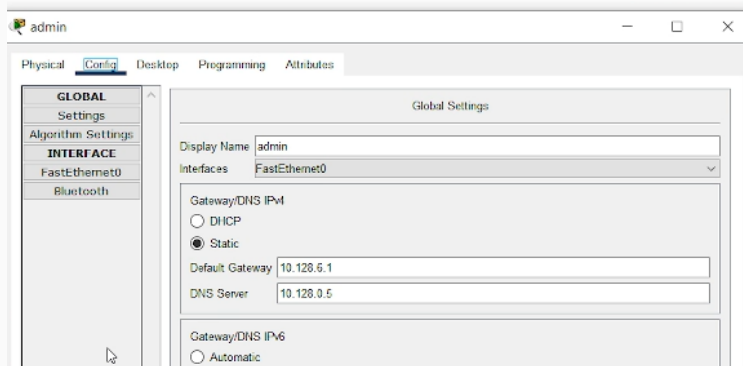 admin
Physical Config Desktop Programming Attributes
GLOBAL
Settings
Algorithm Settings
INTERFACE
FastEthernet0
Bluetooth
Global Settings
Display Name admin
Interfaces FastEthernet0
Gateway/DNS IPv4
DHCP
Static
Default Gateway 10.128.6.1
DNS Server 10.128.0.5
Gateway/DNS IPv6
Automatic